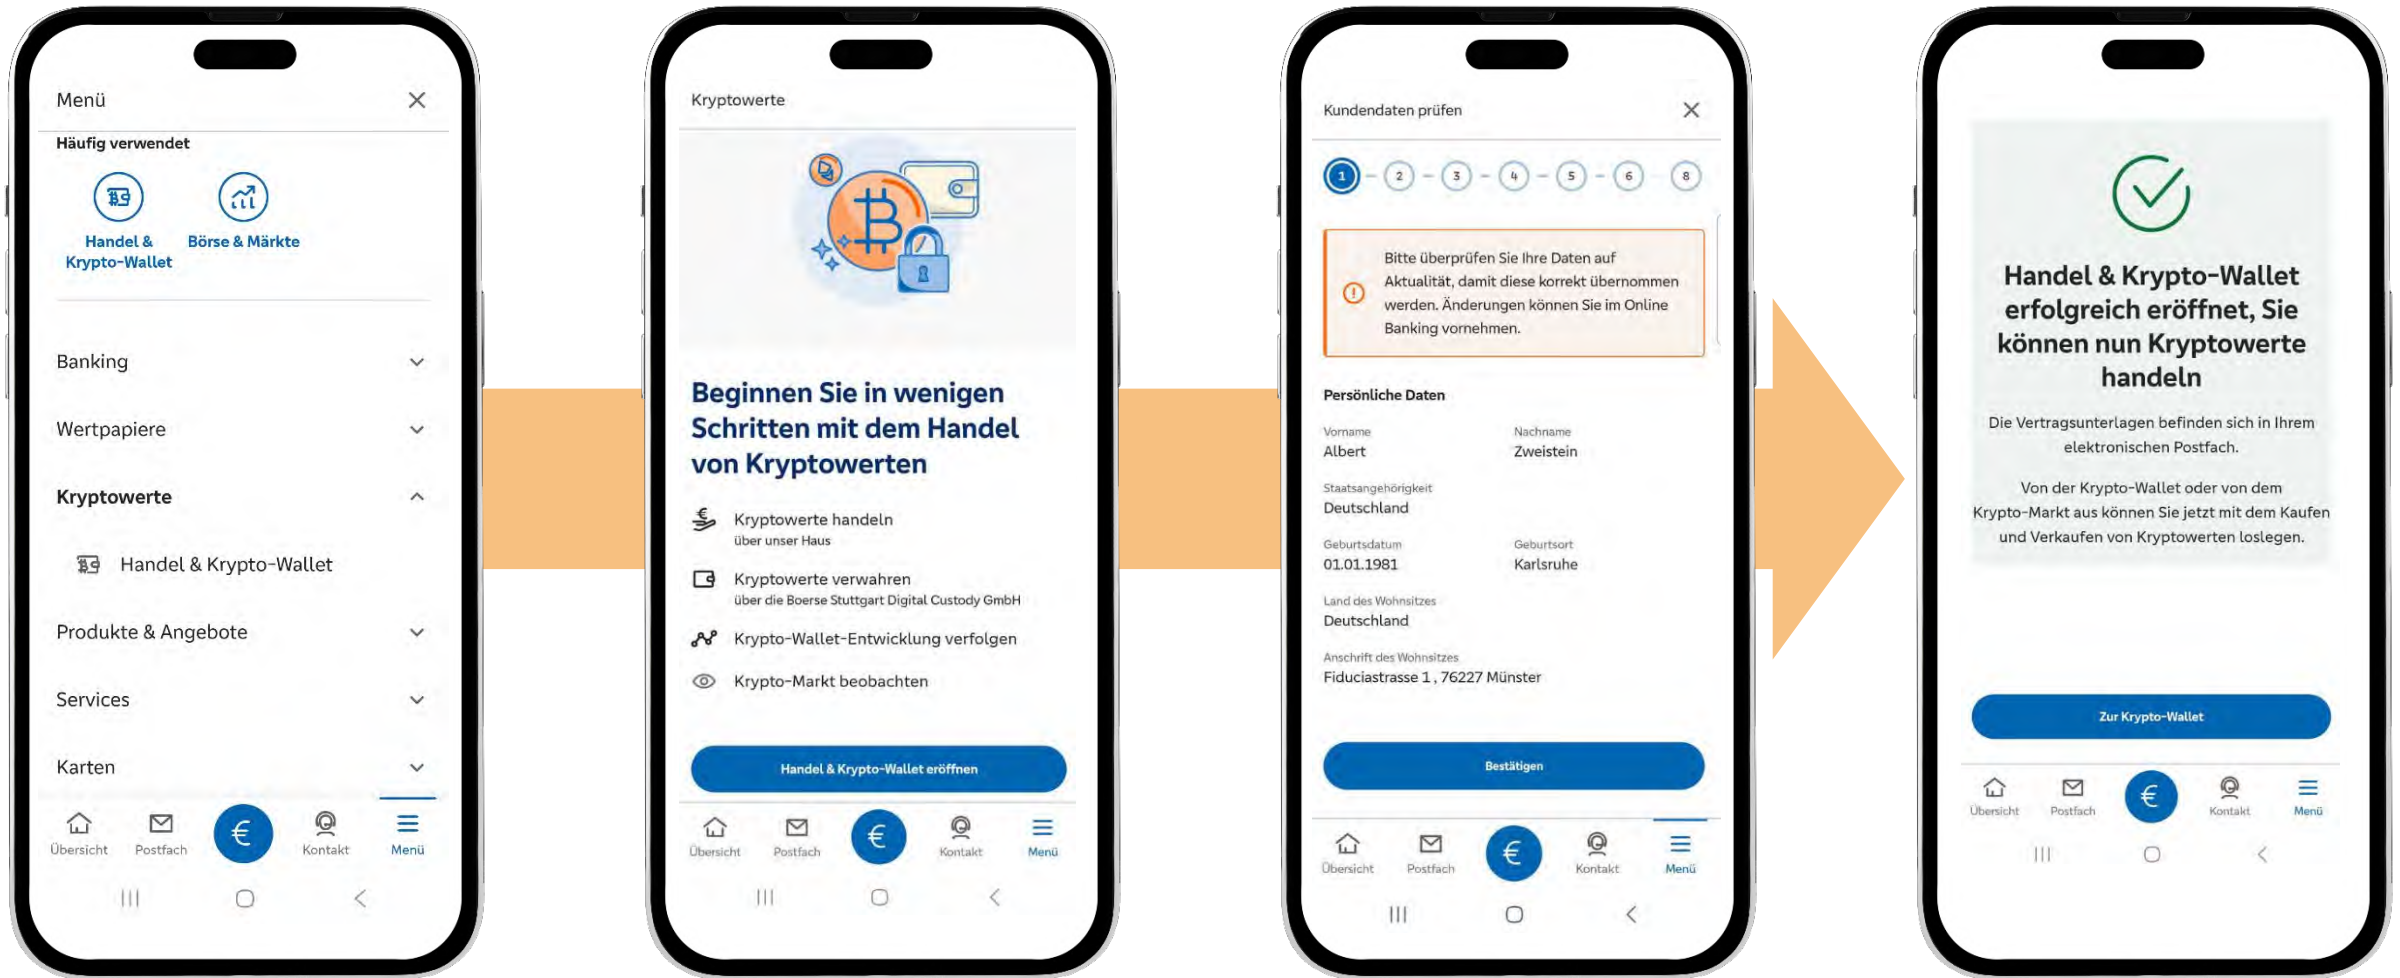 Menü
Häufig verwendet
Handel &
Krypto-Wallet
Börse & Märkte
Banking
Wertpapiere
Kryptowerte
Handel & Krypto-Wallet
Produkte & Angebote
Services
Karten
Übersicht
Postfach
€
Kontakt
Menü
Kryptowerte
Beginnen Sie in wenigen
Schritten mit dem Handel
von Kryptowerten
Kryptowerte handeln
über unser Haus
Kryptowerte verwahren
über die Boerse Stuttgart Digital Custody GmbH
Krypto-Wallet-Entwicklung verfolgen
Krypto-Markt beobachten
Handel & Krypto-Wallet eröffnen
Übersicht
Postfach
€
Kontakt
Menü
Kundendaten prüfen
1 - 2 - 3 - 4 - 5 - 6 8
Bitte überprüfen Sie Ihre Daten auf
Aktualität, damit diese korrekt übernommen
werden. Änderungen können Sie im Online
Banking vornehmen.
Persönliche Daten
Vorname
Albert
Nachname
Zweistein
Staatsangehörigkeit
Deutschland
Geburtsdatum
01.01.1981
Geburtsort
Karlsruhe
Land des Wohnsitzes
Deutschland
Anschrift des Wohnsitzes
Fiduciastrasse 1 , 76227 Münster
Bestätigen
Übersicht
Postfach
€
Kontakt
Menü
Handel & Krypto-Wallet
erfolgreich eröffnet, Sie
können nun Kryptowerte
handeln
Die Vertragsunterlagen befinden sich in Ihrem
elektronischen Postfach.
Von der Krypto-Wallet oder von dem
Krypto-Markt aus können Sie jetzt mit dem Kaufen
und Verkaufen von Kryptowerten loslegen.
Zur Krypto-Wallet
Übersicht
Postfach
€
Kontakt
Menü